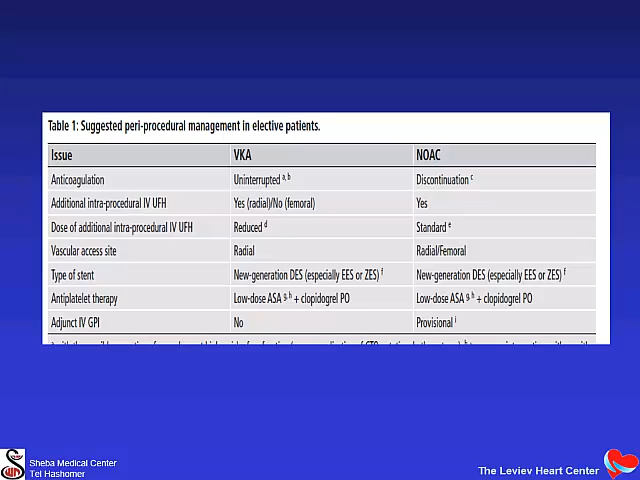 Table 1: Suggested peri-procedural management in elective patients.
Issue VKA NOAC
Anticoagulation Uninterrupted a, b Discontinuation c
Additional intra-procedural IV UFH Yes (radial)/No (femoral) Yes
Dose of additional intra-procedural IV UFH Reduced d Standard e
Vascular access site Radial Radial/Femoral
Type of stent New-generation DES (especially EES or ZES) f New-generation DES (especially EES or ZES) f
Antiplatelet therapy Low-dose ASA g, h + clopidogrel PO Low-dose ASA g, h + clopidogrel PO
Adjunct IV GPI No Provisional i
Sheba Medical Center
Tel Hashomer
The Leviev Heart Center